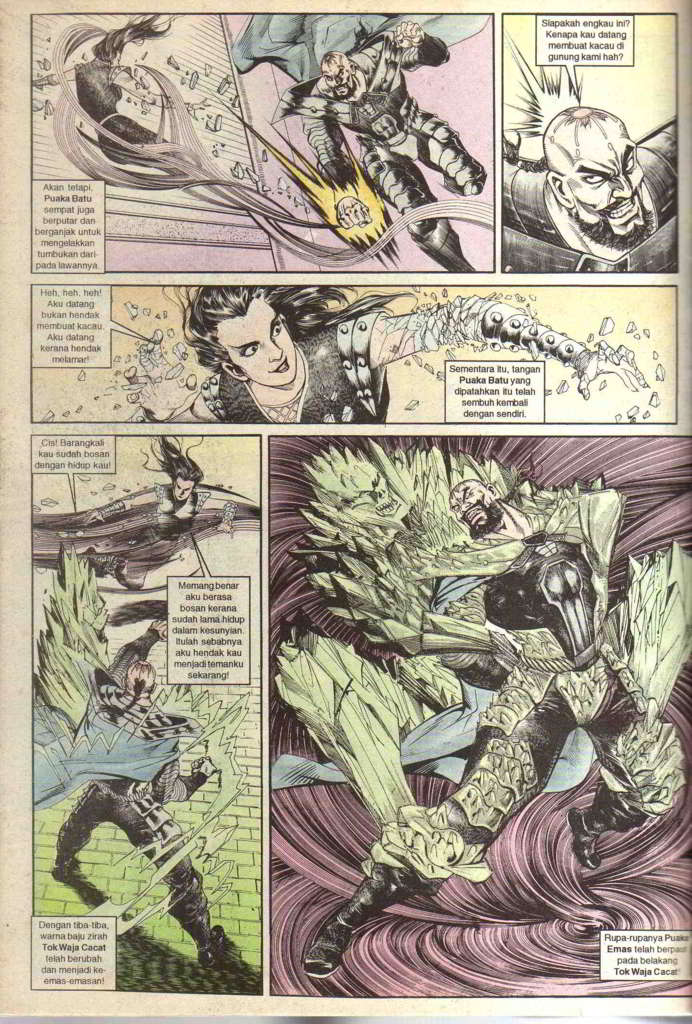 Akan tetapi,
Puaka Batu
sempat juga
berputar dan
berganjak untuk
mengelakkan
tumbukan dari-
pada lawannya.
Siapakah engkau ini?
Kenapa kau datang
membuat kacau di
gunung kami hah?
Heh, heh, heh!
Aku datang
bukan hendak
membuat kacau.
Aku datang
kerana hendak
melamar!
Sementara itu, tangan
Puaka Batu yang
dipatahkan itu telah
sembuh kembali
dengan sendiri.
Cis! Barangkali
kau sudah bosan
dengan hidup kau!
Memang benar
aku berasa
bosan kerana
sudah lama hidup
dalam kesunyian.
Itulah sebabnya
aku hendak kau
menjadi temanku
sekarang!
Dengan tiba-tiba,
warna baju zirah
Tok Waja Cacat
telah berubah
dan menjadi ke-
emas-emasan!
Rupa-rupanya Puaka
Emas telah berpaut
pada belakang
Tok Waja Cacat!